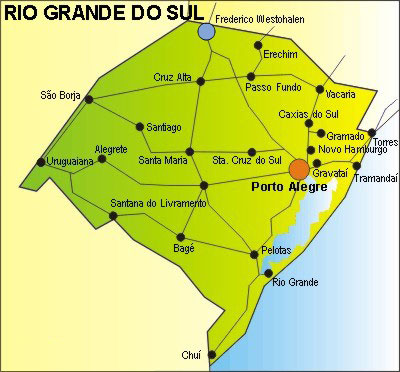 RIO GRANDE DO SUL
Frederico Westohalen
Erechim
Cruz Alta
Passo Fundo
Vacaria
São Borja
Caxias do Sul
Santiago
Gramado
Torres
Alegrete
Novo Hamburgo
Uruguaiana
Santa Maria
Sta. Cruz do Sul
Gravataí
Tramandaí
Porto Alegre
Santana do Livramento
Bagé
Pelotas
Rio Grande
Chuí